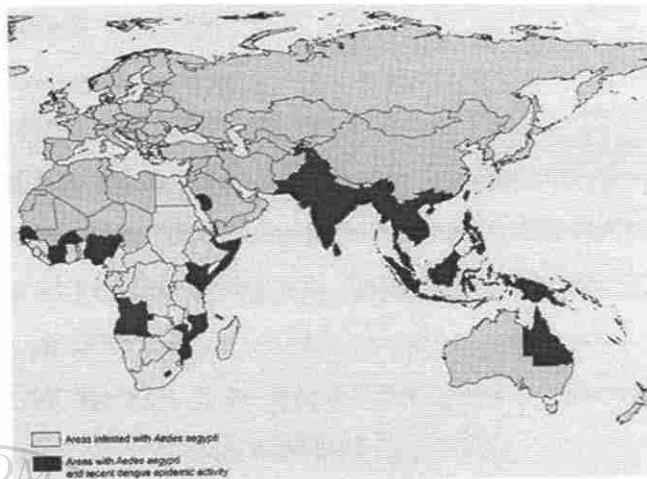 Areas infested with Aedes aegypti
Areas with Aedes aegypti
and recent dengue epidemic activity